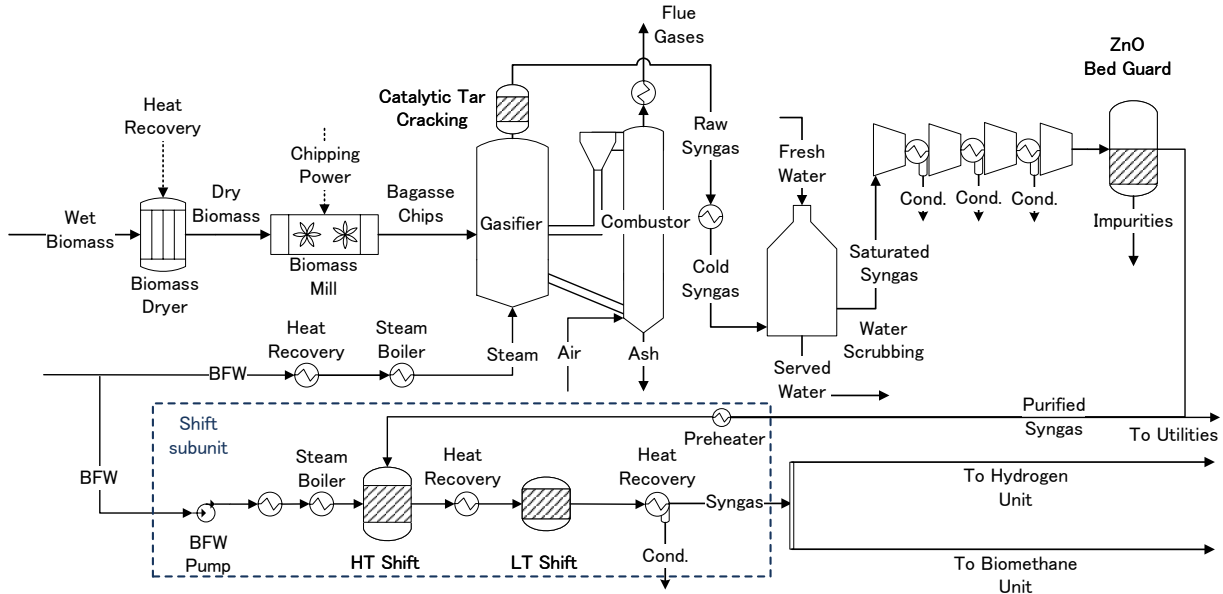 Flue
Gases
ZnO
Bed Guard
Catalytic Tar
Cracking
Heat
Recovery
Chipping
Power
Raw
Syngas
Fresh
Water
Dry
Biomass
Bagasse
Chips
Wet
Biomass
Gasifier
Combustor
Cond.
Cond.
Cond.
Impurities
Biomass
Dryer
Biomass
Mill
Cold
Syngas
Saturated
Syngas
Heat
Recovery
Steam
Boiler
Steam
Air
Ash
Water
Scrubbing
BFW
Served
Water
Shift
subunit
Purified
Syngas
Preheater
To Utilities
BFW
Steam
Boiler
Heat
Recovery
Heat
Recovery
Syngas
To Hydrogen
Unit
BFW
Pump
HT Shift
LT Shift
Cond.
To Biomethane
Unit